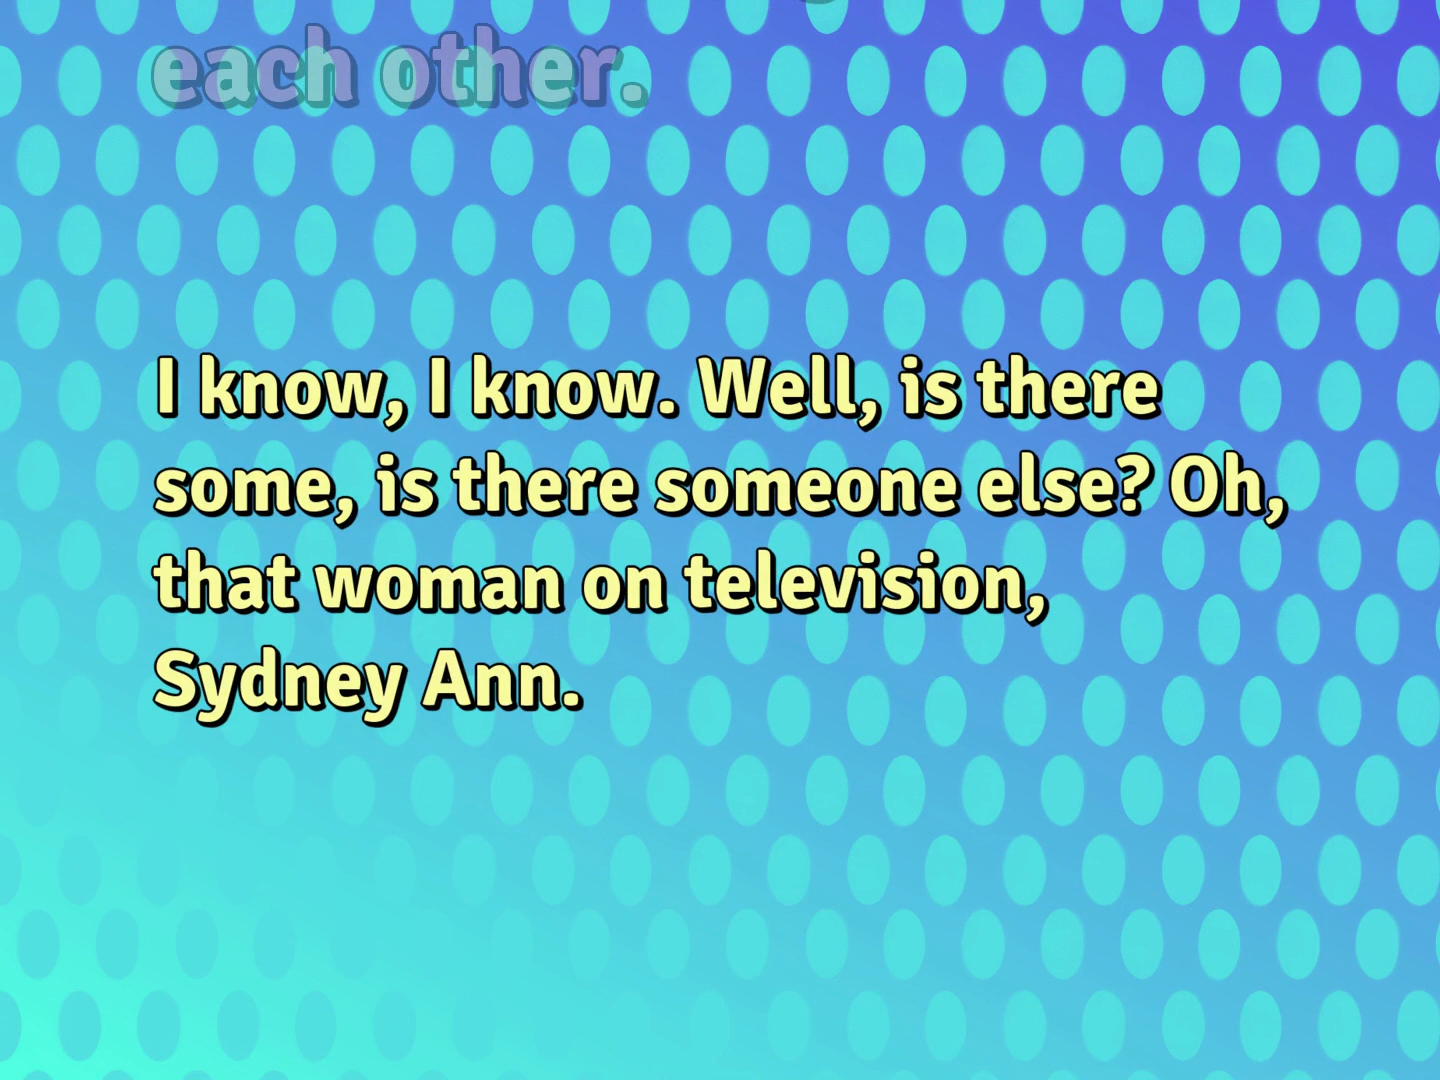 each other.
I know, I know. Well, is there
some, is there someone else? Oh,
that woman on television,
Sydney Ann.